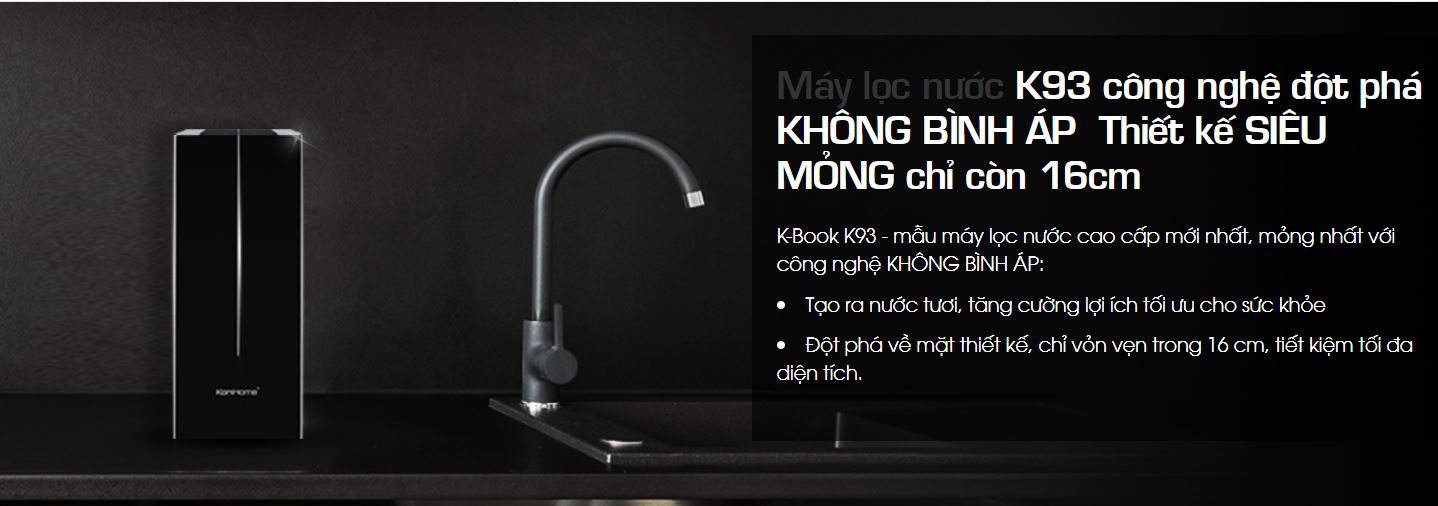 Máy lọc nước K93 công nghệ đột phá
KHÔNG BÌNH ÁP Thiết kế SIÊU
MỎNG chỉ còn 16cm
K-Book K93 - mẫu máy lọc nước cao cấp mới nhất, mỏng nhất với
công nghệ KHÔNG BÌNH ÁP:
• Tạo ra nước tươi, tăng cường lợi ích tối ưu cho sức khỏe
• Đột phá về mặt thiết kế, chỉ vỏn vẹn trong 16 cm, tiết kiệm tối đa
diện tích.
KoriHome